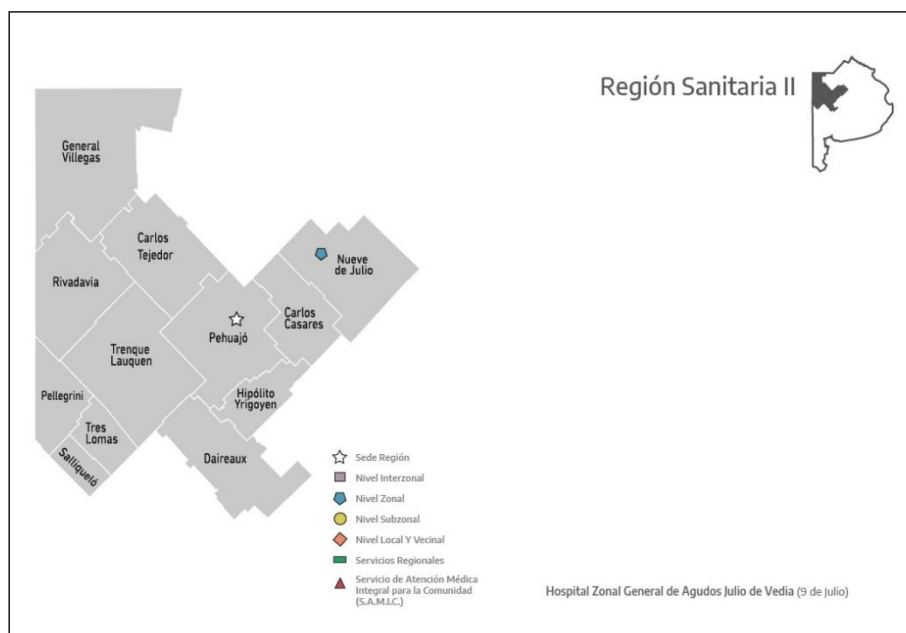 Región Sanitaria II
General
Villegas
Carlos
Tejedor
Nueve
de Julio
Rivadavia
Carlos
Casares
Pehuajó
Trenque
Lauquen
Pellegrini
Hipólito
Yrigoyen
Tres
Lomas
Salliqueló
Daireaux
Sede Región
Nivel Interzonal
Nivel Zonal
Nivel Subzonal
Nivel Local Y Vecinal
Servicios Regionales
Servicio de Atención Médica
Integral para la Comunidad
(S.A.M.I.C.)
Hospital Zonal General de Agudos Julio de Vedia (9 de Julio)